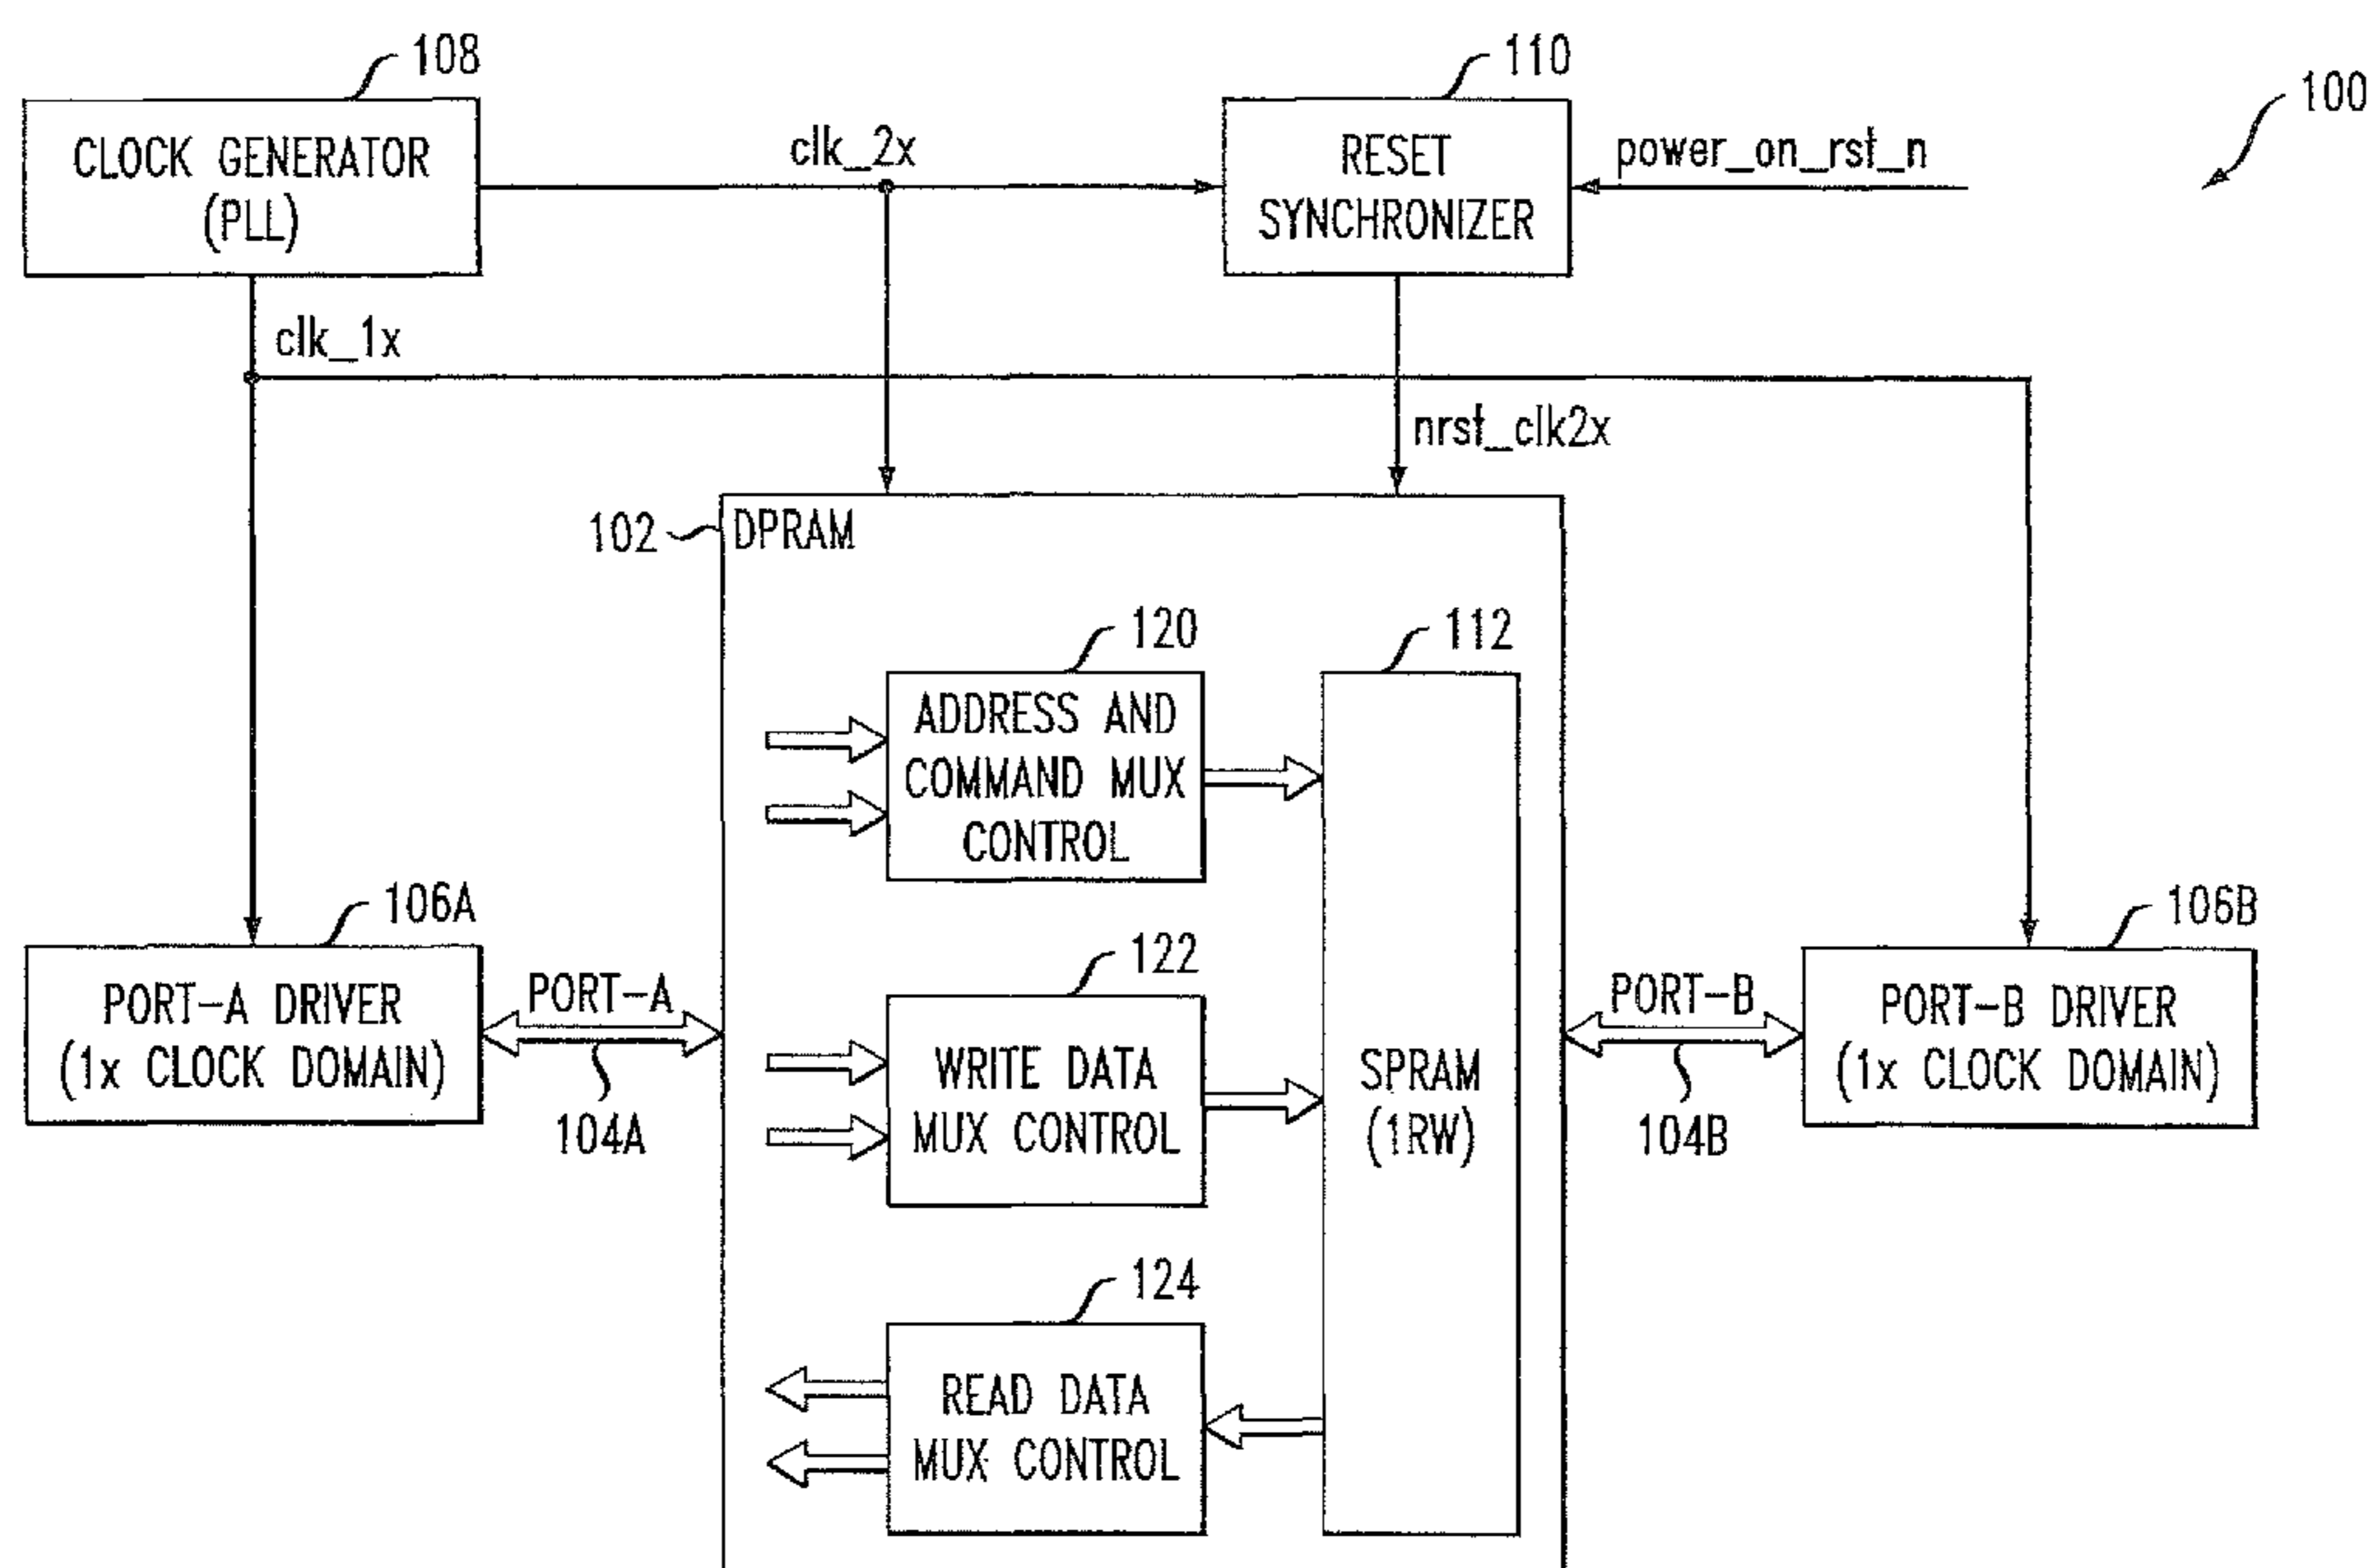 108
110
100
CLOCK GENERATOR
(PLL)
clk_2x
RESET
SYNCHRONIZER
power_on_rst_n
clk_1x
nrst_clk2x
102
DPRAM
120
112
ADDRESS AND
COMMAND MUX
CONTROL
106A
106B
122
PORT-A DRIVER
(1x CLOCK DOMAIN)
PORT-A
104A
WRITE DATA
MUX CONTROL
SPRAM
(1RW)
PORT-B
104B
PORT-B DRIVER
(1x CLOCK DOMAIN)
124
READ DATA
MUX CONTROL